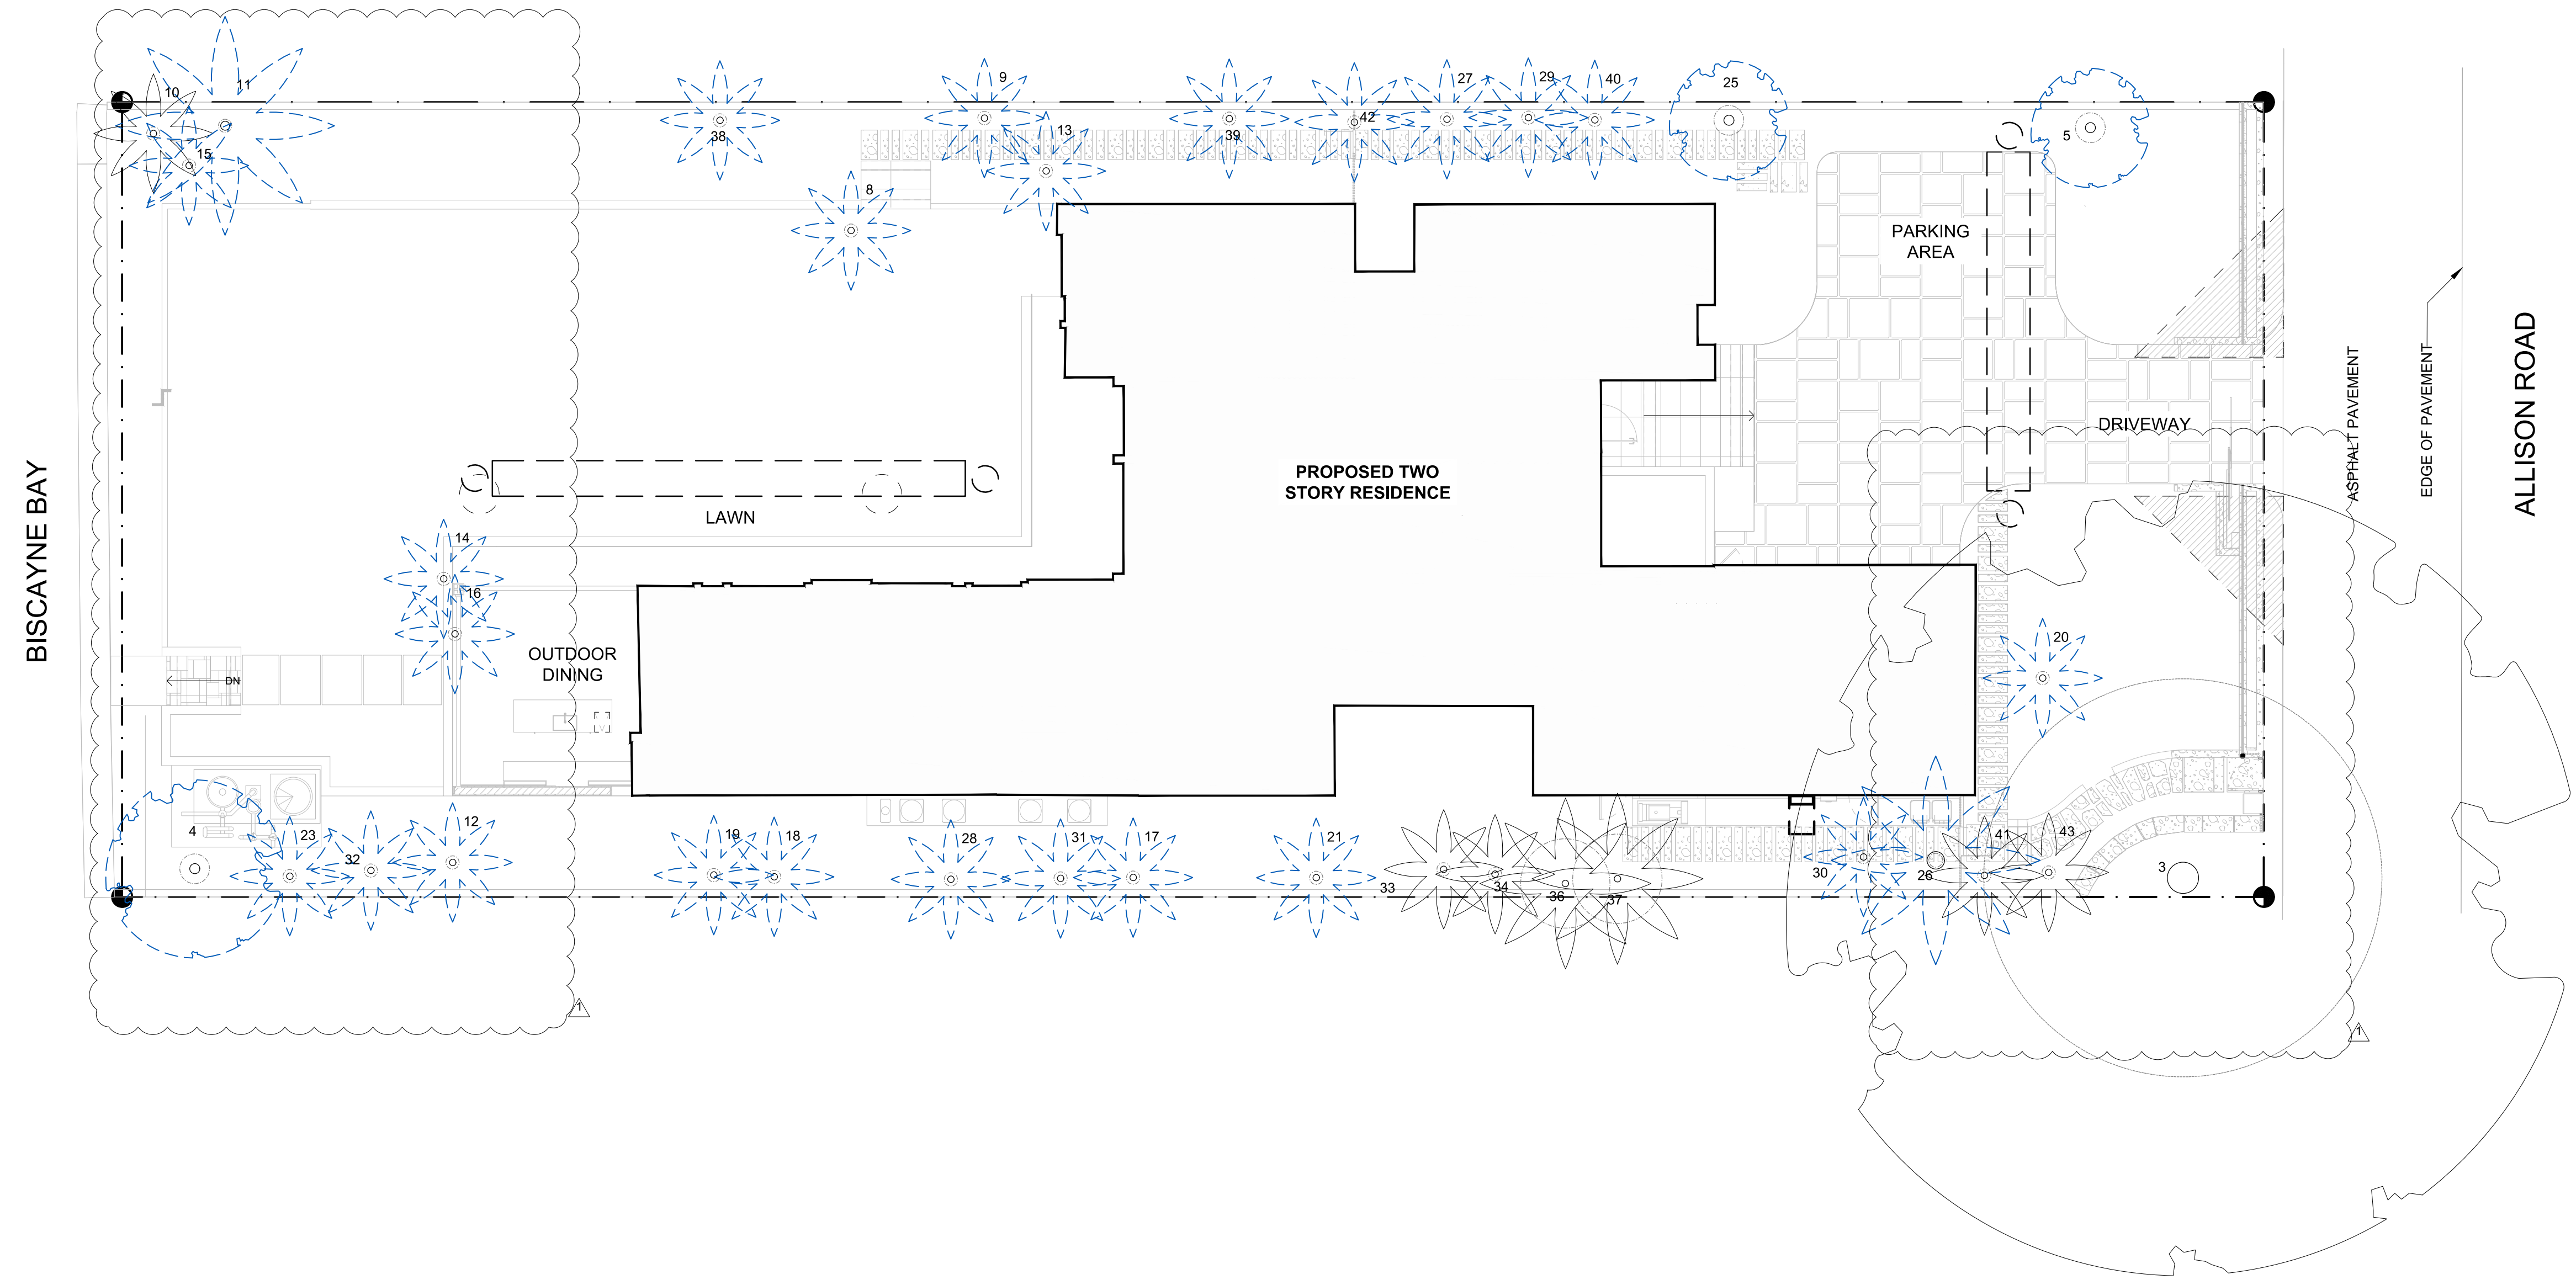 11
10
15
38
9
13
8
39
42
27
29
40
25
5
PARKING
AREA
DRIVEWAY
ASPHALT PAVEMENT
EDGE OF PAVEMENT
ALLISON ROAD
BISCAYNE BAY
PROPOSED TWO
STORY RESIDENCE
LAWN
14
16
OUTDOOR
DINING
DN
20
4
23
32
12
19
18
28
31
17
21
33
34
36
37
30
26
41
43
3
1
1